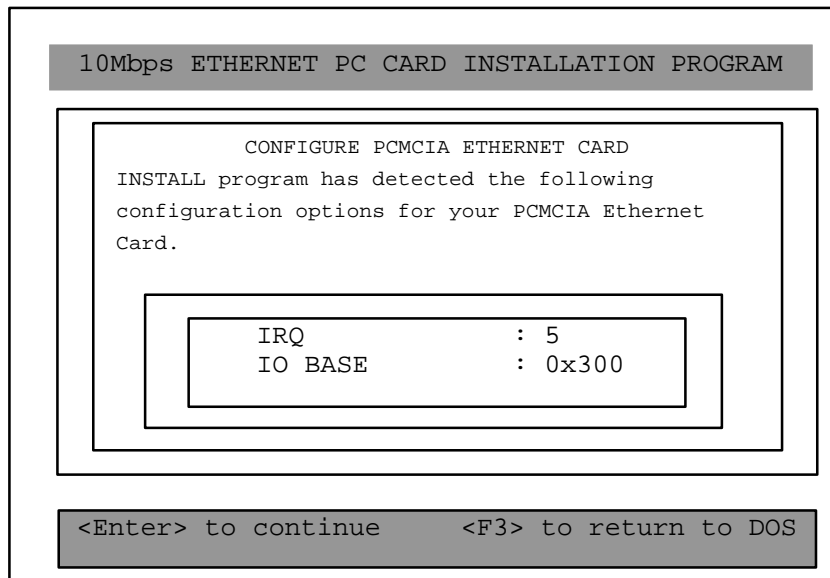 10Mbps ETHERNET PC CARD INSTALLATION PROGRAM
CONFIGURE PCMCIA ETHERNET CARD
INSTALL program has detected the following
configuration options for your PCMCIA Ethernet
Card.
IRQ : 5
IO BASE : 0x300
<Enter> to continue <F3> to return to DOS